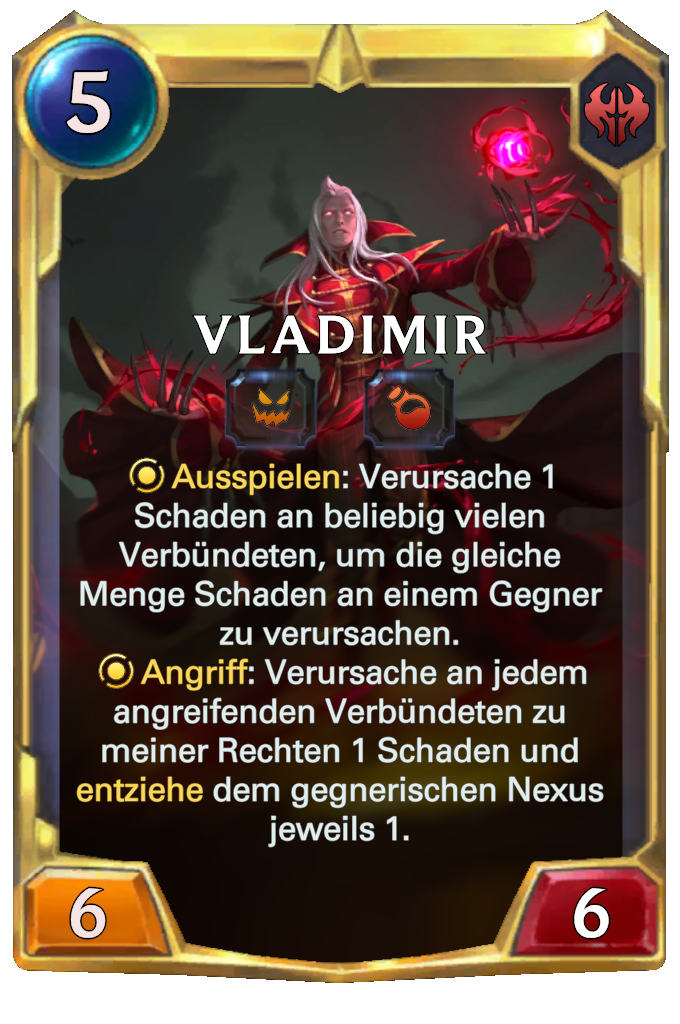 5
VLADIMIR
Ausspielen: Verursache 1
Schaden an beliebig vielen
Verbündeten, um die gleiche
Menge Schaden an einem Gegner
zu verursachen.
Angriff: Verursache an jedem
angreifenden Verbündeten zu
meiner Rechten 1 Schaden und
entziehe dem gegnerischen Nexus
jeweils 1.
6
6